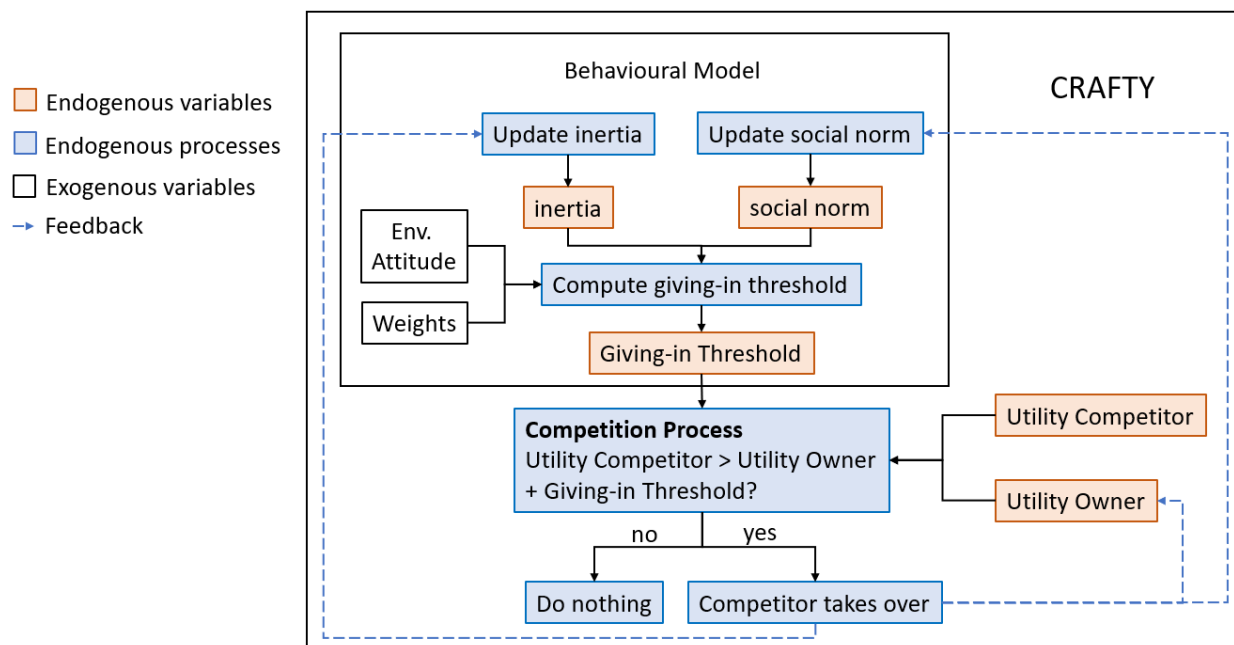 Endogenous variables
Endogenous processes
Exogenous variables
Feedback
CRAFTY
Behavioural Model
Update inertia
Update social norm
inertia
social norm
Env.
Attitude
Weights
Compute giving-in threshold
Giving-in Threshold
Competition Process
Utility Competitor > Utility Owner
+ Giving-in Threshold?
Utility Competitor
Utility Owner
no
yes
Do nothing
Competitor takes over